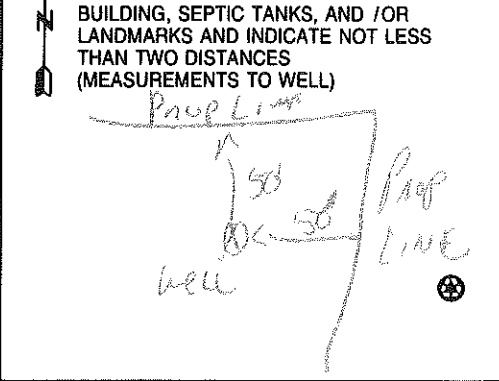 N
BUILDING, SEPTIC TANKS, AND /OR
LANDMARKS AND INDICATE NOT LESS
THAN TWO DISTANCES
(MEASUREMENTS TO WELL)
Prop Line
50'
50'
Prop
LINE
well